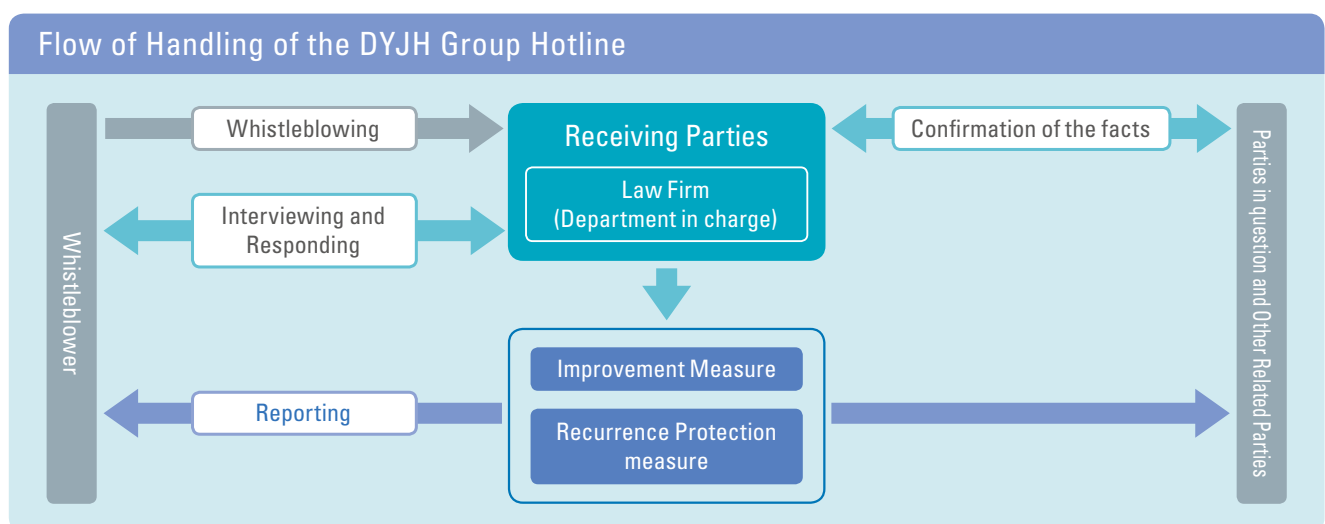 Flow of Handling of the DYJH Group Hotline
Whistleblower
Whistleblowing
Interviewing and
Responding
Receiving Parties
Law Firm
(Department in charge)
Confirmation of the facts
Parties in question and Other Related Parties
Improvement Measure
Recurrence Protection
measure
Reporting